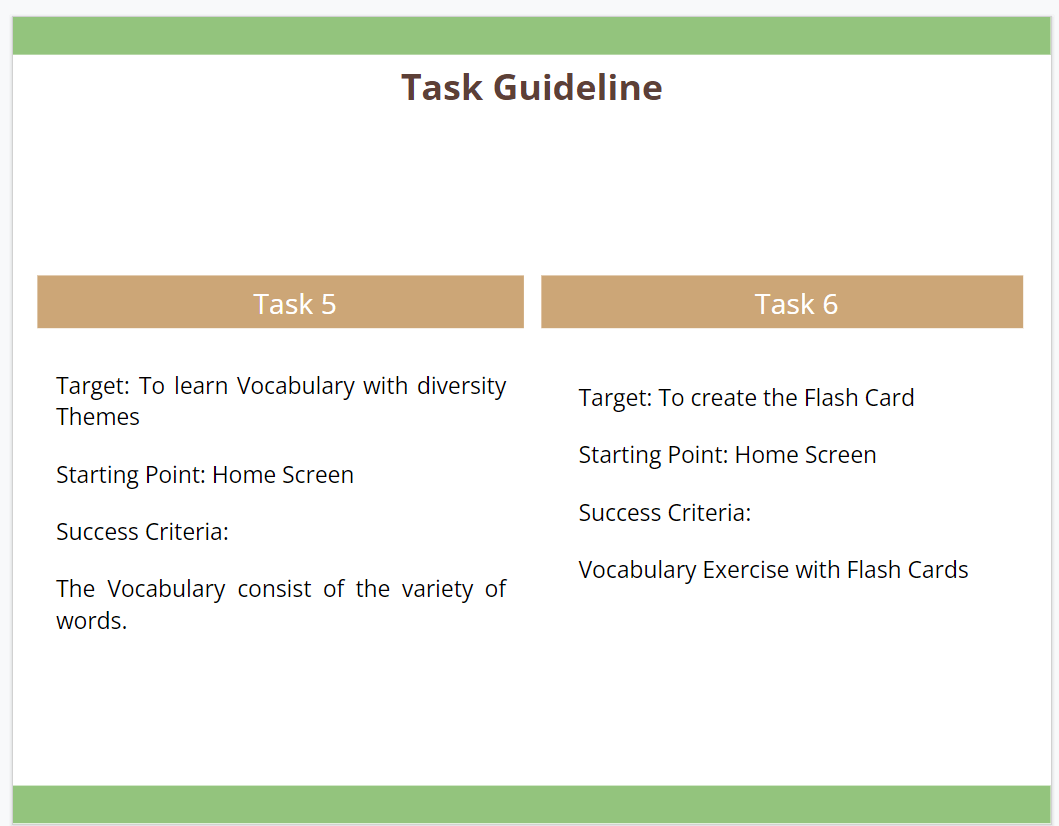 Task Guideline
Task 5
Target: To learn Vocabulary with diversity
Themes
Starting Point: Home Screen
Success Criteria:
The Vocabulary consist of the variety of
words.
Task 6
Target: To create the Flash Card
Starting Point: Home Screen
Success Criteria:
Vocabulary Exercise with Flash Cards